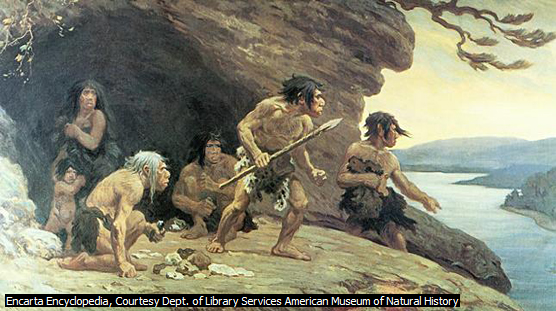 Encarta Encyclopedia, Courtesy Dept. of Library Services American Museum of Natural History